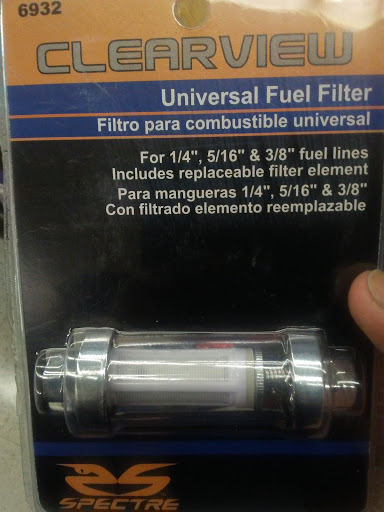 6932
CLEARVIEW
Universal Fuel Filter
Filtro para combustible universal
For 1/4", 5/16" & 3/8" fuel lines
Includes replaceable filter element
Para mangueras 1/4", 5/16" & 3/8"
Con filtrado elemento reemplazable
SPECTRE